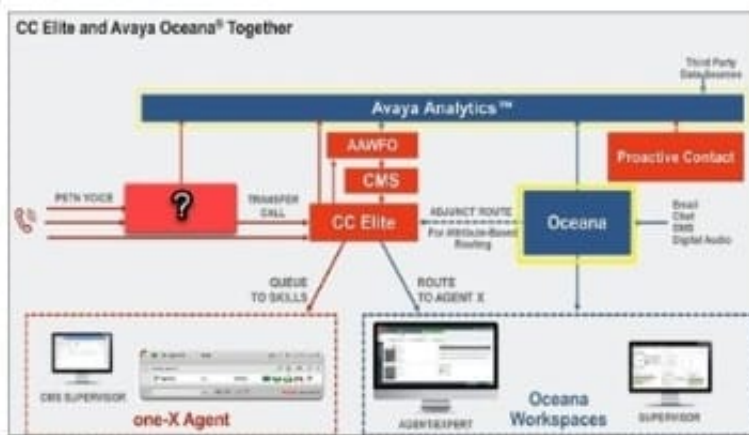 CC Elite and Avaya Oceana® Together
Third Party
Data Sources
Avaya Analytics™
AAWFO
Proactive Contact
CMS
PSTN VOICE
?
TRANSFER
CALL
CC Elite
ADJUNCT ROUTE
For Attribute-Based
Routing
Oceana
Email
Chat
SMS
Digital Audio
QUEUE
TO SKILLS
ROUTE
TO AGENT X
CMS SUPERVISOR
one-X Agent
AGENT/EXPERT
Oceana
Workspaces
SUPERVISOR